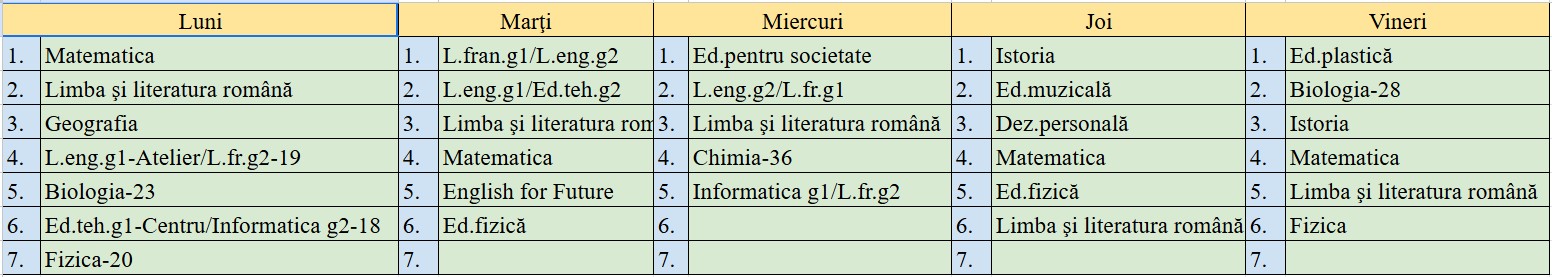 Luni Marţi Miercuri Joi Vineri
1. Matematica 1. L.fran.g1/L.eng.g2 1. Ed.pentru societate 1. Istoria 1. Ed.plastică
2. Limba şi literatura română 2. L.eng.g1/Ed.teh.g2 2. L.eng.g2/L.fr.g1 2. Ed.muzicală 2. Biologia-28
3. Geografia 3. Limba şi literatura rom 3. Limba şi literatura română 3. Dez.personală 3. Istoria
4. L.eng.g1-Atelier/L.fr.g2-19 4. Matematica 4. Chimia-36 4. Matematica 4. Matematica
5. Biologia-23 5. English for Future 5. Informatica g1/L.fr.g2 5. Ed.fizică 5. Limba şi literatura română
6. Ed.teh.g1-Centru/Informatica g2-18 6. Ed.fizică 6. 6. Limba şi literatura română 6. Fizica
7. Fizica-20 7. 7. 7. 7.